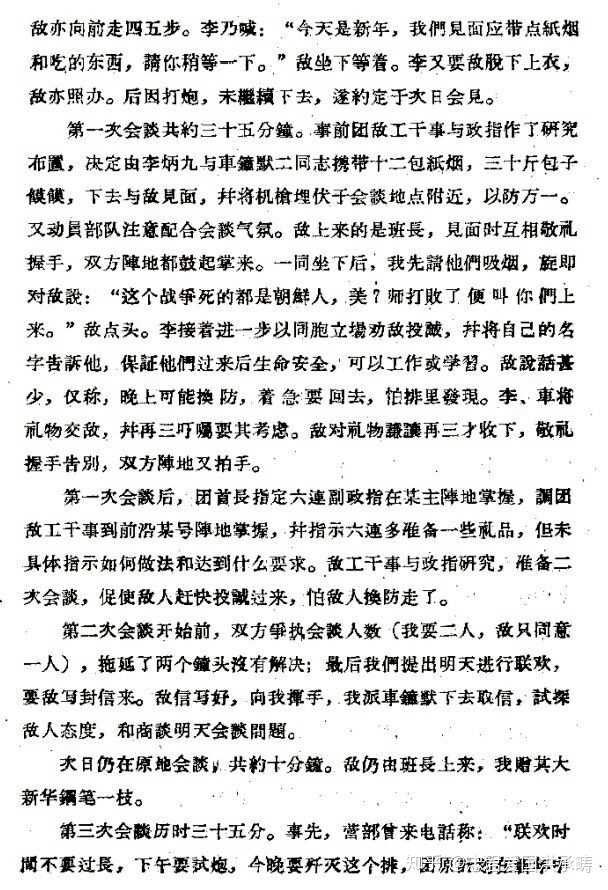 敌亦向前走四五步。李乃喊：“今天是新年，我們見面应带点紙烟
和吃的东西，請你稍等一下。”敌坐下等着。李又要敌脫下上衣，
敌亦照办。后因打炮，未繼續下去，遂約定于次日会見。
第一次会談共約三十五分鐘。事前团敌工干事与政指作了研究
布置，决定由李炳九与車鐘默二同志携带十二包紙烟，三十斤包子
饃饃，下去与敌見面，幷将机槍埋伏于会談地点附近，以防万一。
又动員部队注意配合会談气氛。敌上来的是班長，見面时互相敬礼
握手，双方陣地都鼓起掌来。一同坐下后，我先請他們吸烟，旋即
对敌說：“这个战爭死的都是朝鮮人，美？师打敗了便叫你們上
来。”敌点头。李接着进一步以同胞立場劝敌投誠，幷将自己的名
字告訴他，保証他們过来后生命安全，可以工作或学習。敌說話甚
少，仅称，晚上可能換防，着急要回去，怕排里發現。李、車将
礼物交敌，幷再三叮囑要其考虑。敌对礼物謙讓再三才收下，敬礼
握手告別，双方陣地又拍手。
第一次会談后，团首長指定六連副政指在某主陣地掌握，調团
敌工干事到前沿某号陣地掌握，幷指示六連多准备一些礼品，但未
具体指示如何做法和达到什么要求。敌工干事与政指研究，准备二
次会談，促使敌人赶快投誠过来，怕敌人換防走了。
第二次会談开始前，双方爭执会談人数（我要二人，敌只同意
一人），拖延了两个鐘头沒有解决；最后我們提出明天进行联欢，
要敌写封信来。敌信写好，向我揮手，我派車鐘默下去取信，試探
敌人态度，和商談明天会談問題。
次日仍在原地会談，共約十分鐘。敌仍由班長上来，我贈其大
新华鋼笔一枝。
第三次会談历时三十五分。事先，营部曾来电話称：“联欢时
間不要过長，下午要試炮，今晚要歼灭这个排，团原